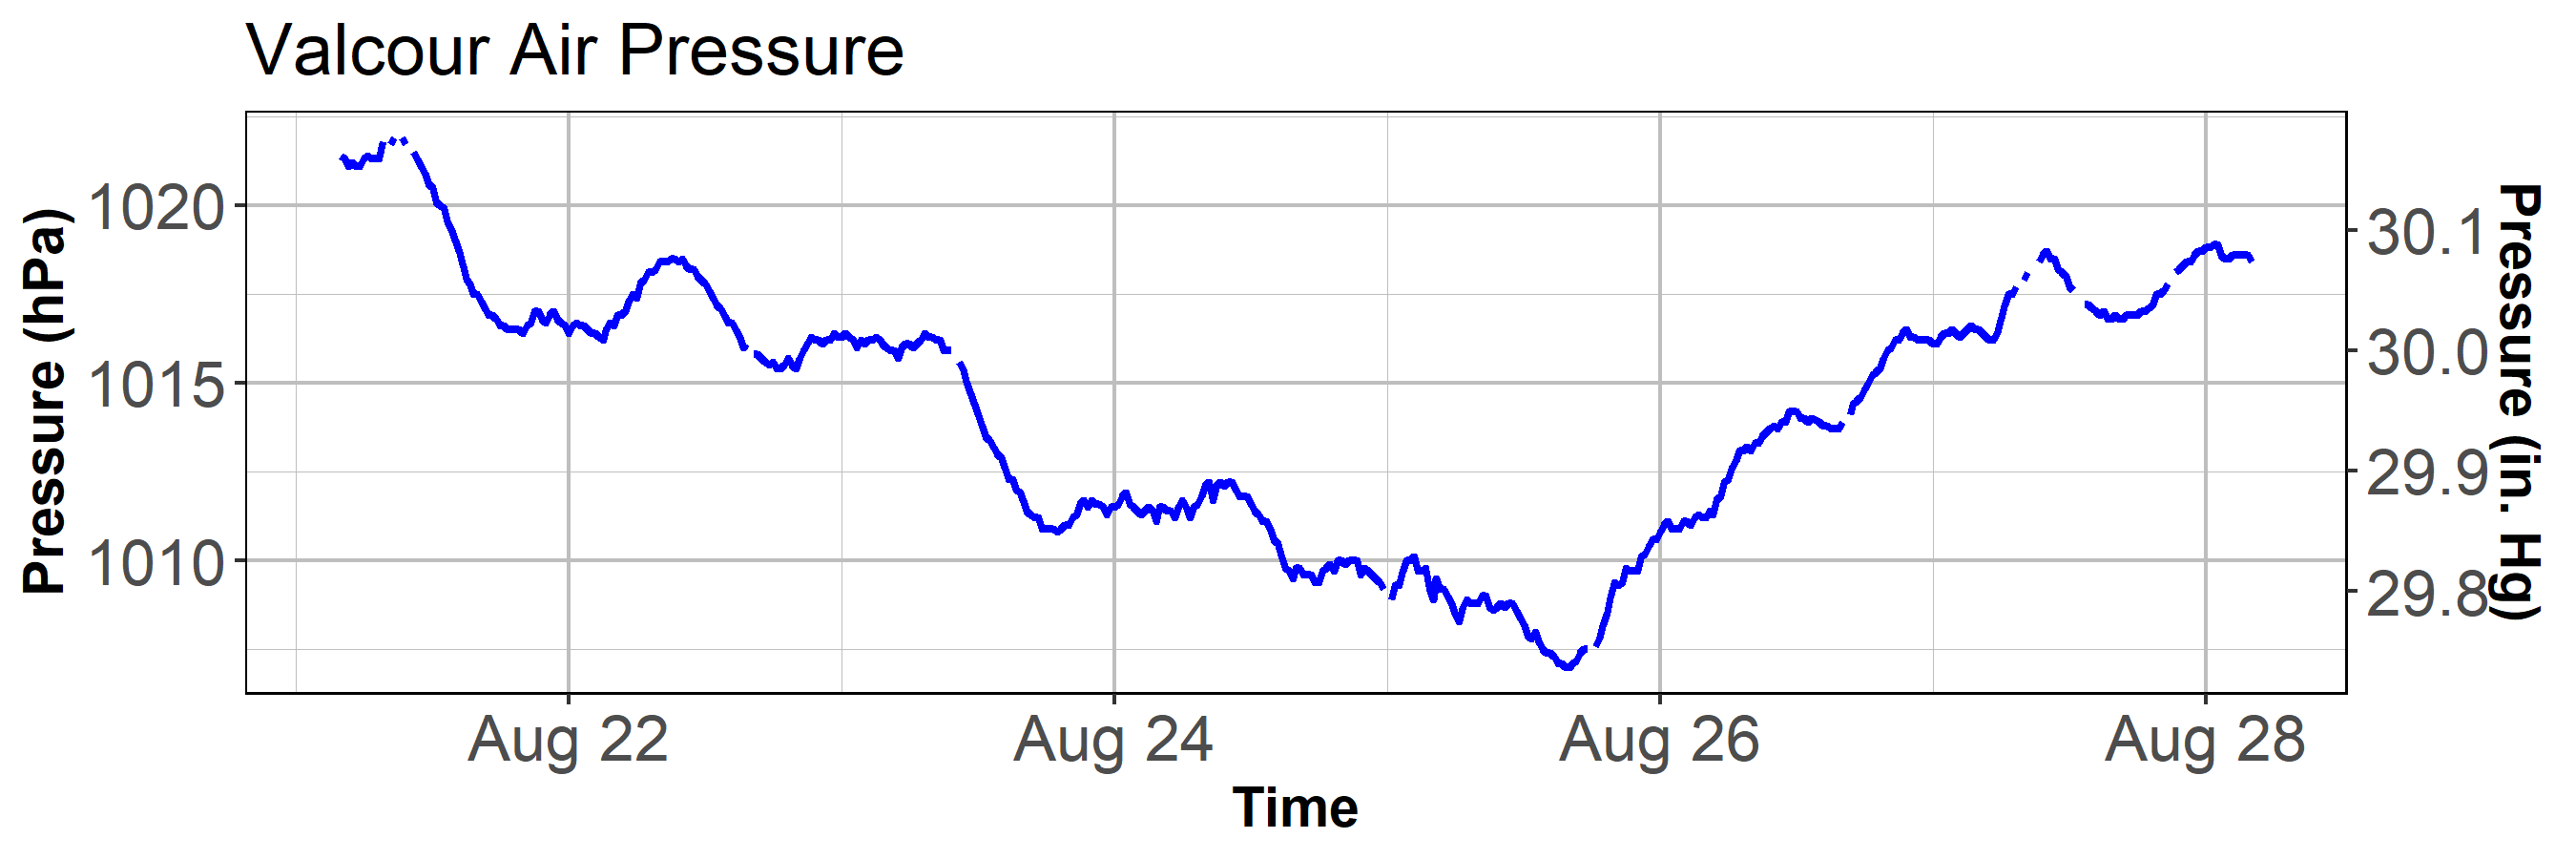 Valcour Air Pressure
Pressure (hPa)
1020
1015
1010
30.1
30.0
29.9
29.8
Pressure (in. Hg)
Aug 22
Aug 24
Aug 26
Aug 28
Time